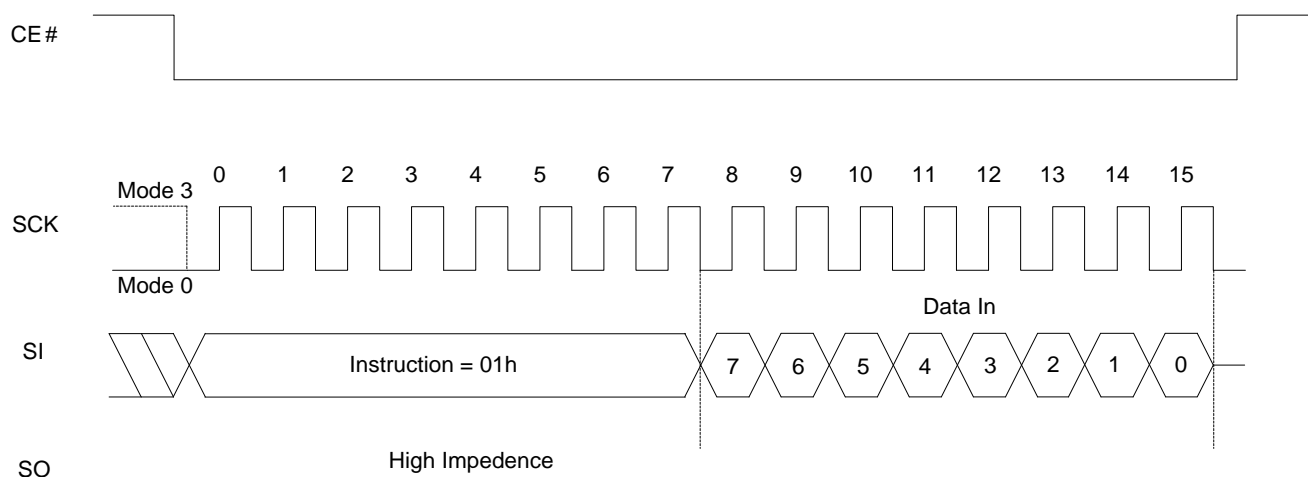 CE#
0 1 2 3 4 5 6 7 8 9 10 11 12 13 14 15
Mode 3
SCK
Mode 0
Data In
SI
Instruction = 01h
7 6 5 4 3 2 1 0
High Impedence
SO